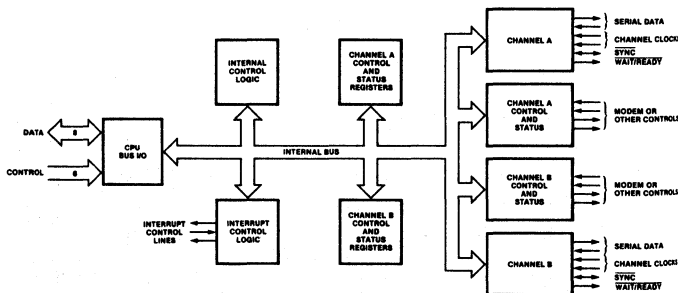 CHANNEL A
SERIAL DATA
CHANNEL CLOCKS
SYNC
WAIT/READY
INTERNAL
CONTROL
LOGIC
CHANNEL A
CONTROL
AND
STATUS
REGISTERS
CHANNEL A
CONTROL
AND
STATUS
MODEM OR
OTHER CONTROLS
DATA
8
CPU
BUS I/O
INTERNAL BUS
CONTROL
6
CHANNEL B
CONTROL
AND
STATUS
MODEM OR
OTHER CONTROLS
INTERRUPT
CONTROL
LINES
INTERRUPT
CONTROL
LOGIC
CHANNEL B
CONTROL
AND
STATUS
REGISTERS
CHANNEL B
SERIAL DATA
CHANNEL CLOCKS
SYNC
WAIT/READY